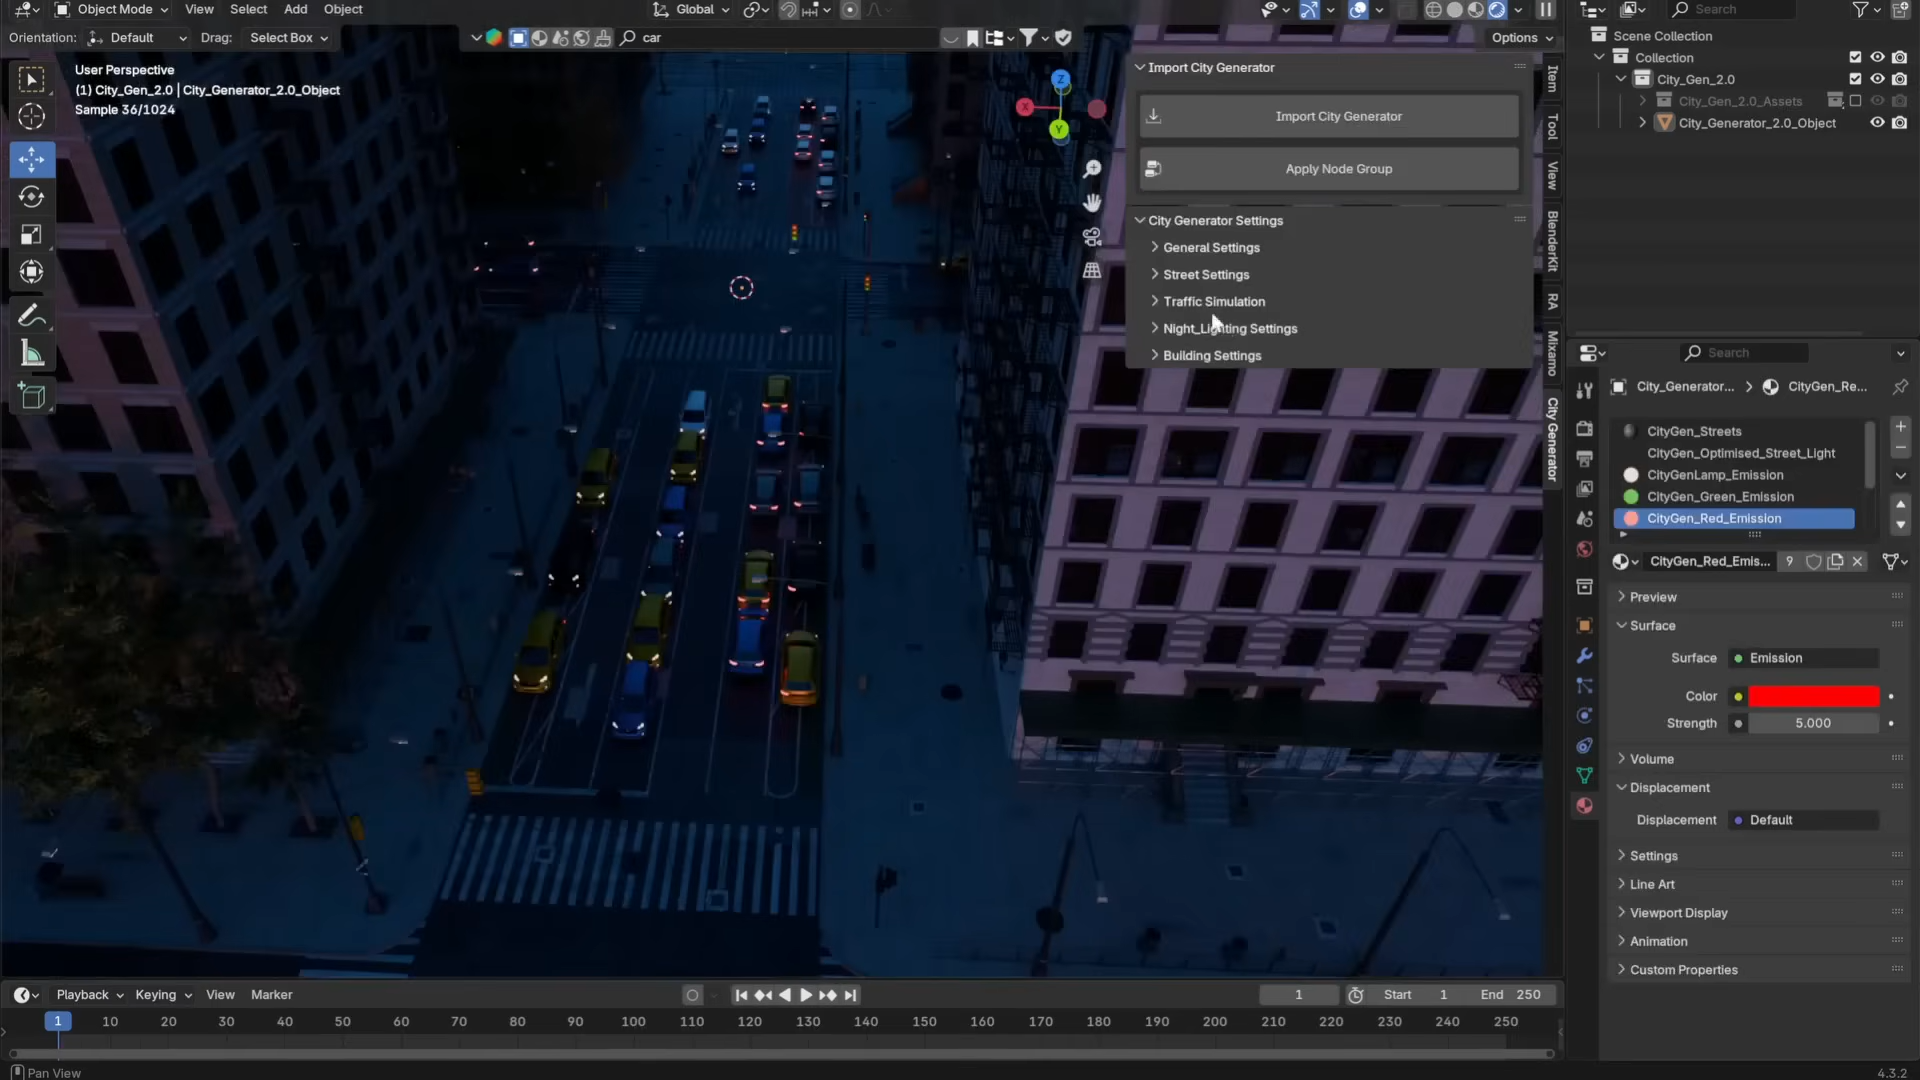 Object Mode View Select Add Object Global
Search
Orientation: Default Drag: Select Box car Options
User Perspective
(1) City_Gen_2.0 | City_Generator_2.0_Object
Sample 36/1024
Z
X
Y
Import City Generator
Import City Generator
Apply Node Group
City Generator Settings
General Settings
Street Settings
Traffic Simulation
Night_Lighting Settings
Building Settings
Item
Tool
View
BlenderKit
RA
Mixamo
City Generator
Scene Collection
Collection
City_Gen_2.0
City_Gen_2.0_Assets
City_Generator_2.0_Object
Search
City_Generator... CityGen_Re...
CityGen_Streets
CityGen_Optimised_Street_Light
CityGenLamp_Emission
CityGen_Green_Emission
CityGen_Red_Emission
CityGen_Red_Emis... 9
Preview
Surface
Surface Emission
Color
Strength 5.000
Volume
Displacement
Displacement Default
Settings
Line Art
Viewport Display
Animation
Custom Properties
Playback Keying View Marker 1 Start 1 End 250
1 10 20 30 40 50 60 70 80 90 100 110 120 130 140 150 160 170 180 190 200 210 220 230 240 250
Pan View
4.3.2